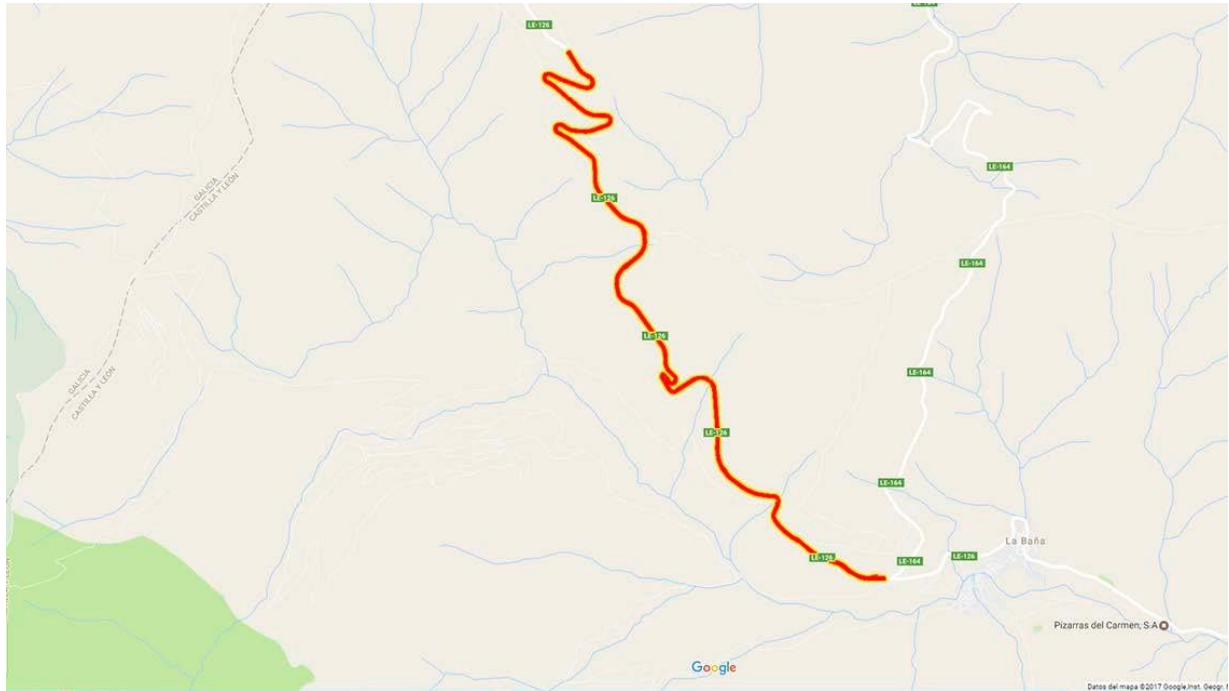 LE-126
LE-164
LE-164
GALICIA
CASTILLA Y LEÓN
LE-126
LE-164
LE-126
LE-164
GALICIA
CASTILLA Y LEÓN
LE-126
LE-164
La Baña
LE-126
LE-126
LE-164
Pizarras del Carmen, S.A
Google
Datos del mapa ©2017 Google, Inst. Geogr.